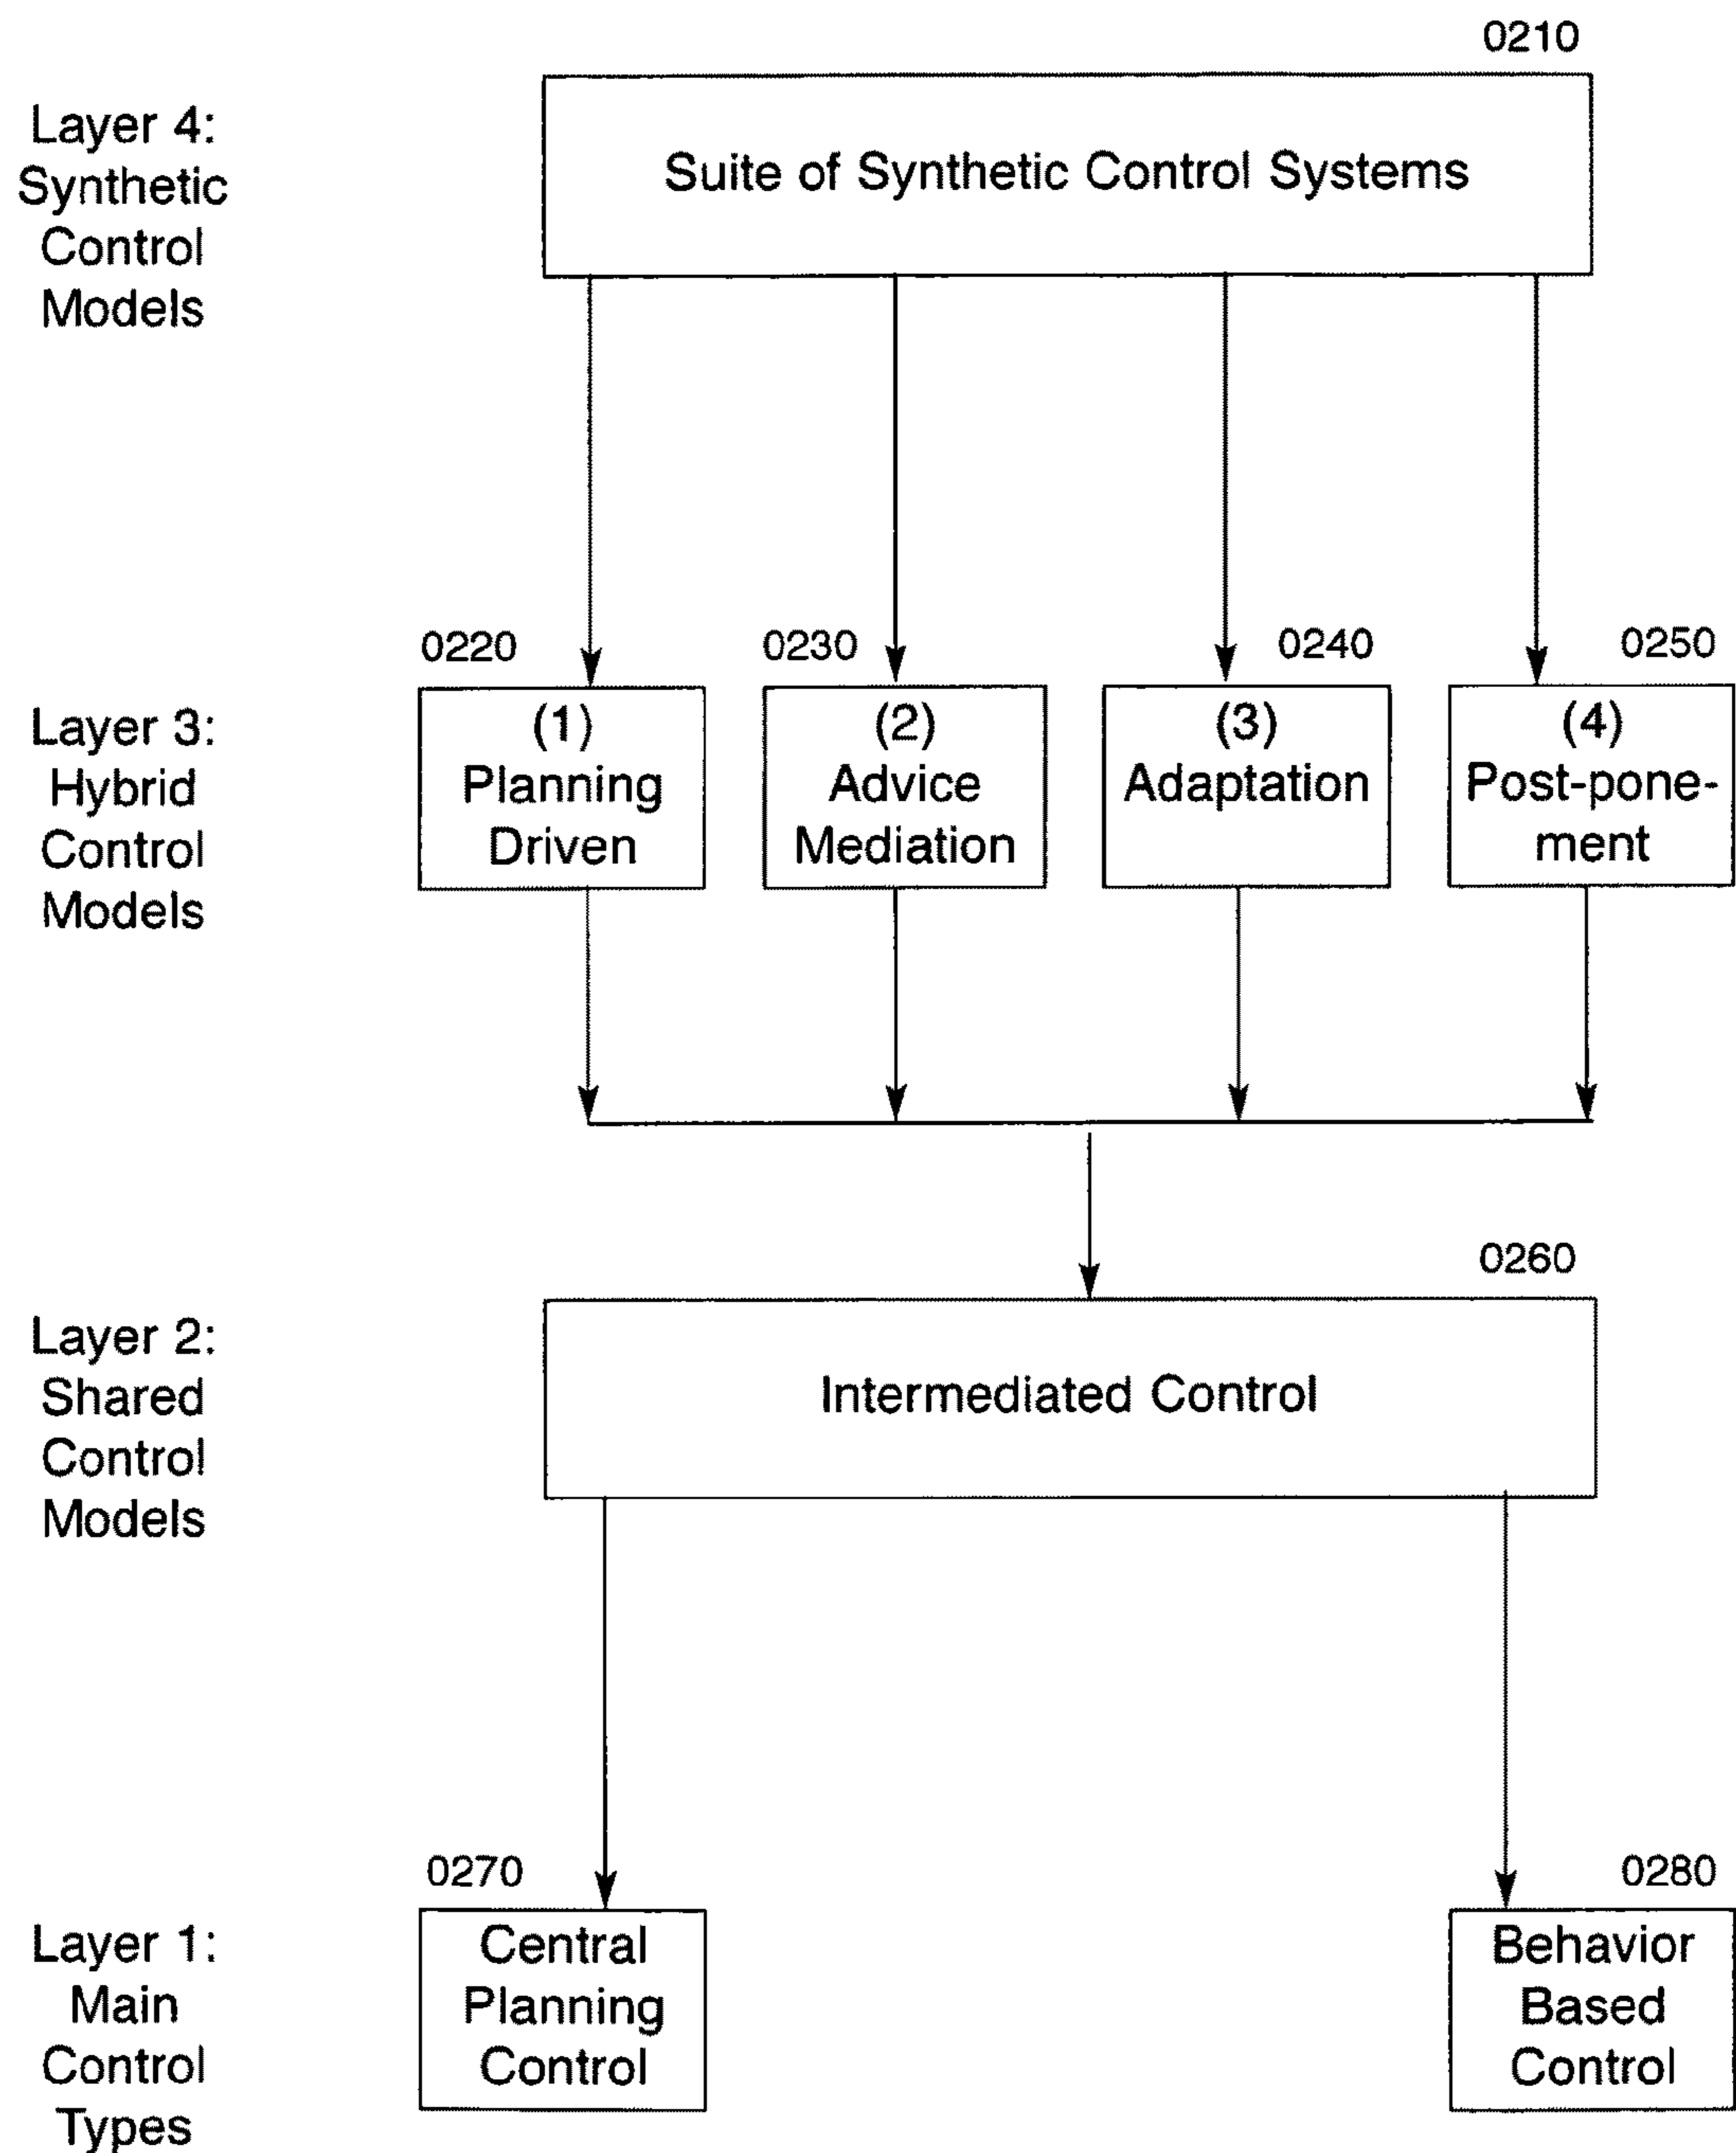 0210
Layer 4:
Synthetic
Control
Models
Suite of Synthetic Control Systems
0220
0230
0240
0250
Layer 3:
Hybrid
Control
Models
(1)
Planning
Driven
(2)
Advice
Mediation
(3)
Adaptation
(4)
Post-pone-
ment
0260
Layer 2:
Shared
Control
Models
Intermediated Control
0270
0280
Layer 1:
Main
Control
Types
Central
Planning
Control
Behavior
Based
Control